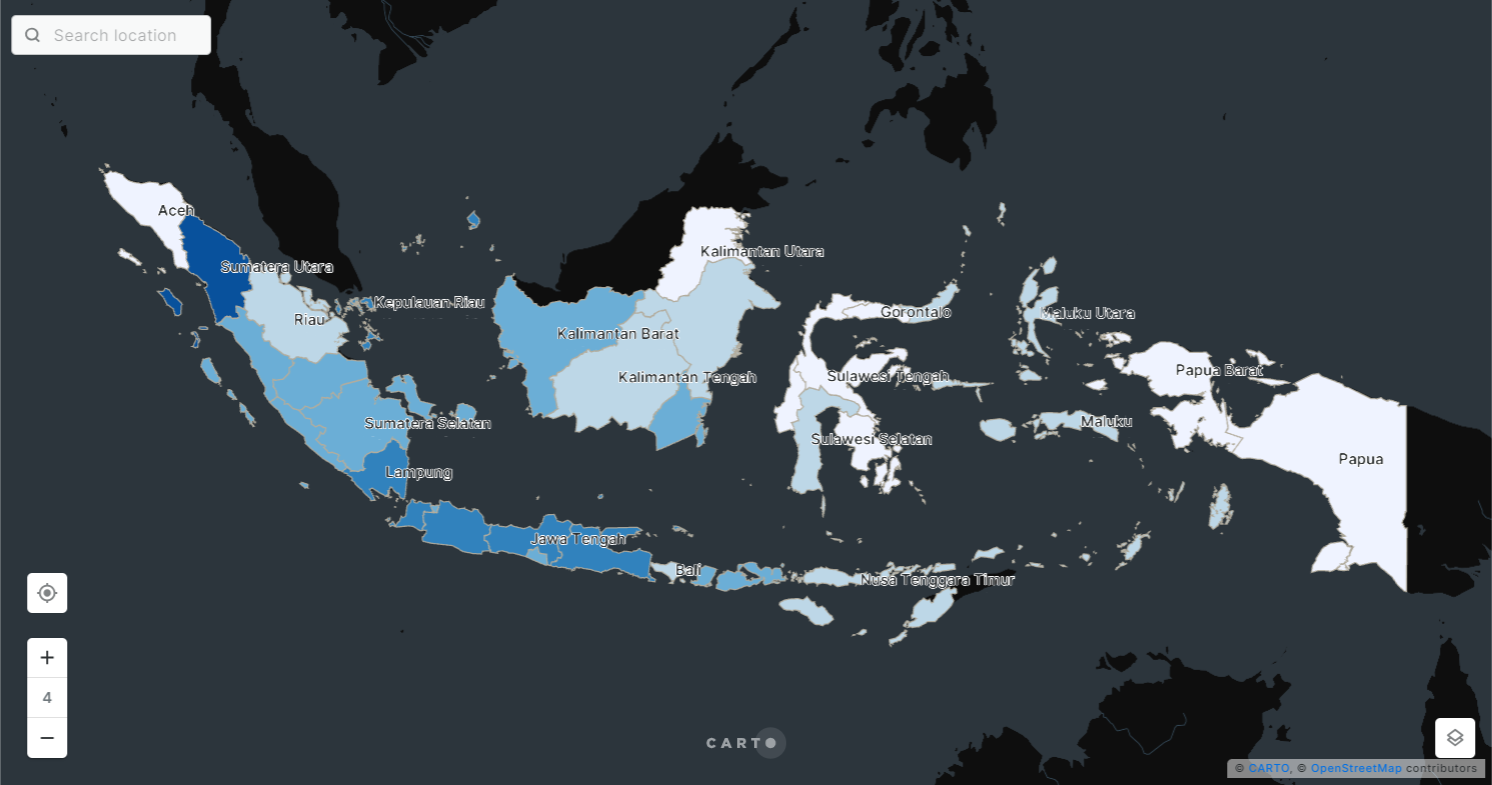 Search location
Aceh
Kalimantan Utara
Sumatera Utara
Kepulauan Riau
Gorontalo
Maluku Utara
Riau
Kalimantan Barat
Papua Barat
Kalimantan Tengah
Sulawesi Tengah
Sumatera Selatan
Maluku
Sulawesi Selatan
Papua
Lampung
Jawa Tengah
Bali
Nusa Tenggara Timur
+
4
−
CARTO
© CARTO, © OpenStreetMap contributors